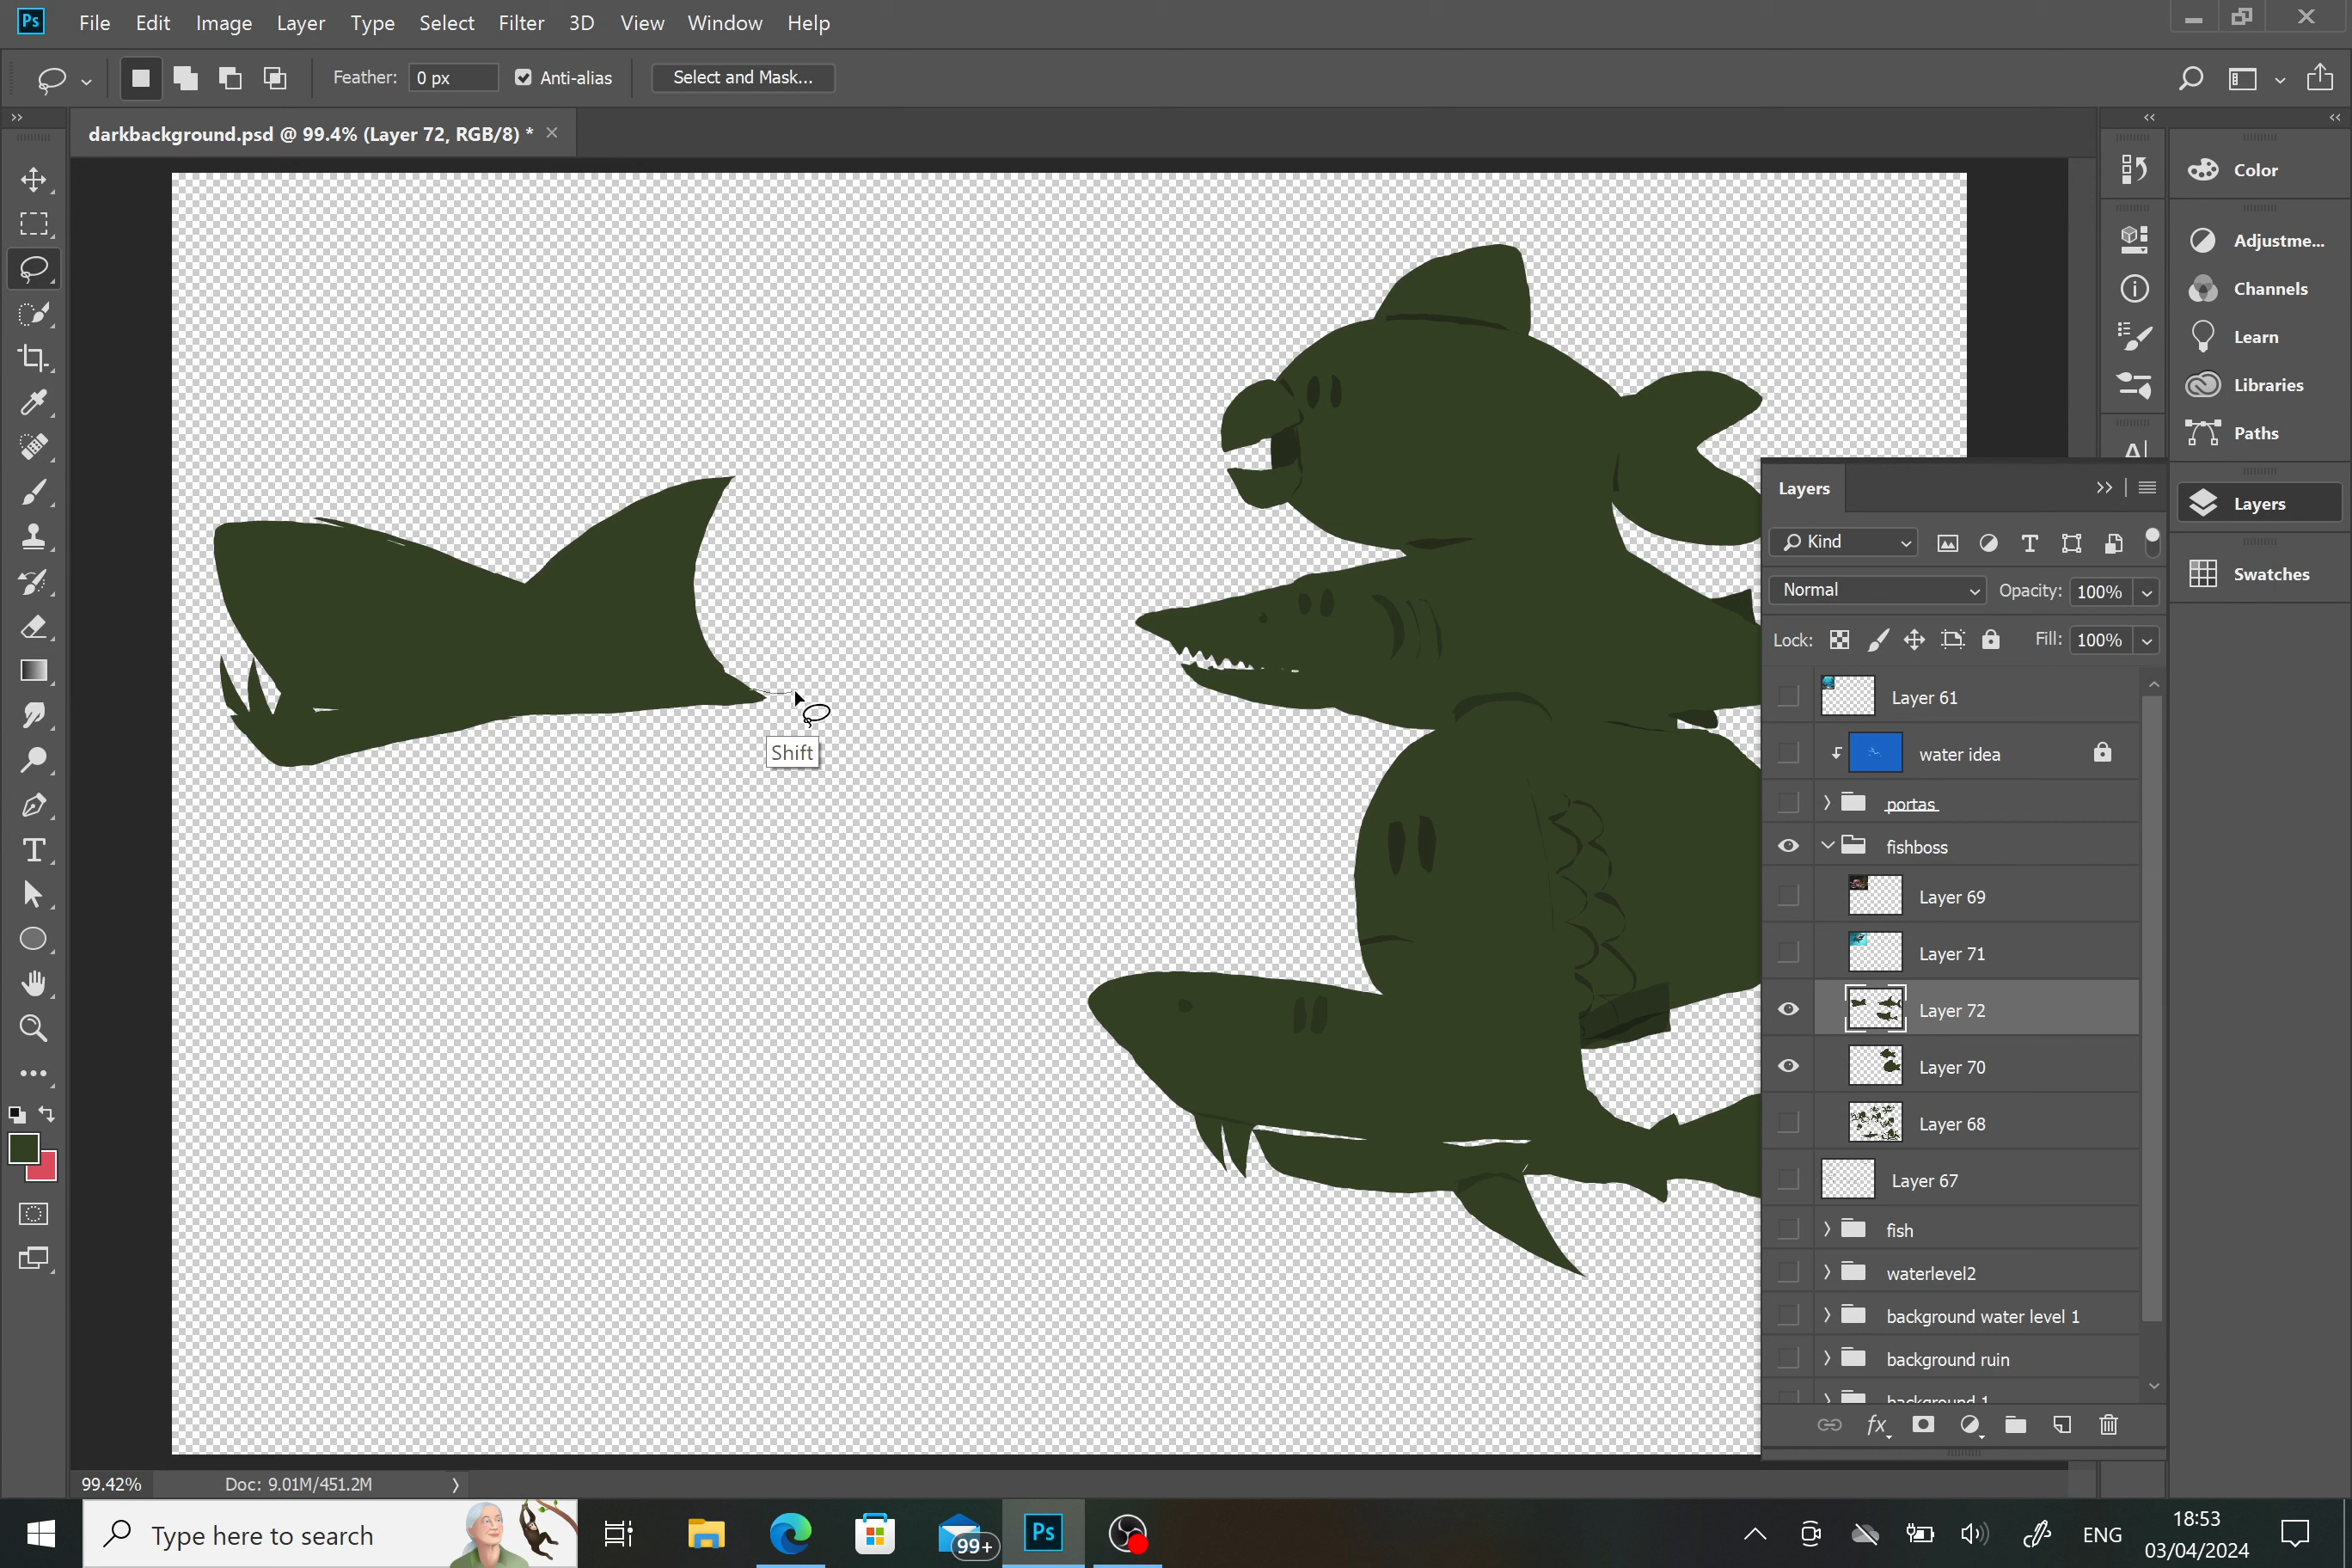 Ps File Edit Image Layer Type Select Filter 3D View Window Help
Feather: 0 px Anti-alias Select and Mask...
darkbackground.psd @ 99.4% (Layer 72, RGB/8) *
Color
Adjustme...
Channels
Learn
Libraries
Paths
Layers
Swatches
Layers
Kind
Normal Opacity: 100%
Lock: Fill: 100%
Layer 61
water idea
portas
fishboss
Layer 69
Layer 71
Layer 72
Layer 70
Layer 68
Layer 67
fish
waterlevel2
background water level 1
background ruin
background 1
fx
Shift
99.42% Doc: 9.01M/451.2M
Type here to search
99+
Ps
ENG
18:53
03/04/2024